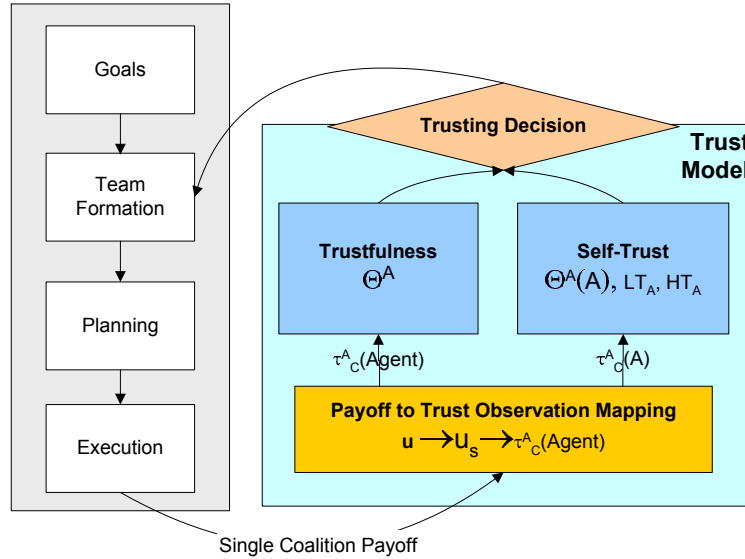 Goals
Team
Formation
Planning
Execution
Single Coalition Payoff
Trusting Decision
Trust
Model
Trustfulness
Θ^A
Self-Trust
Θ^A(A), LT_A, HT_A
τ^A_C(Agent)
τ^A_C(A)
Payoff to Trust Observation Mapping
u → u_s → τ^A_C(Agent)